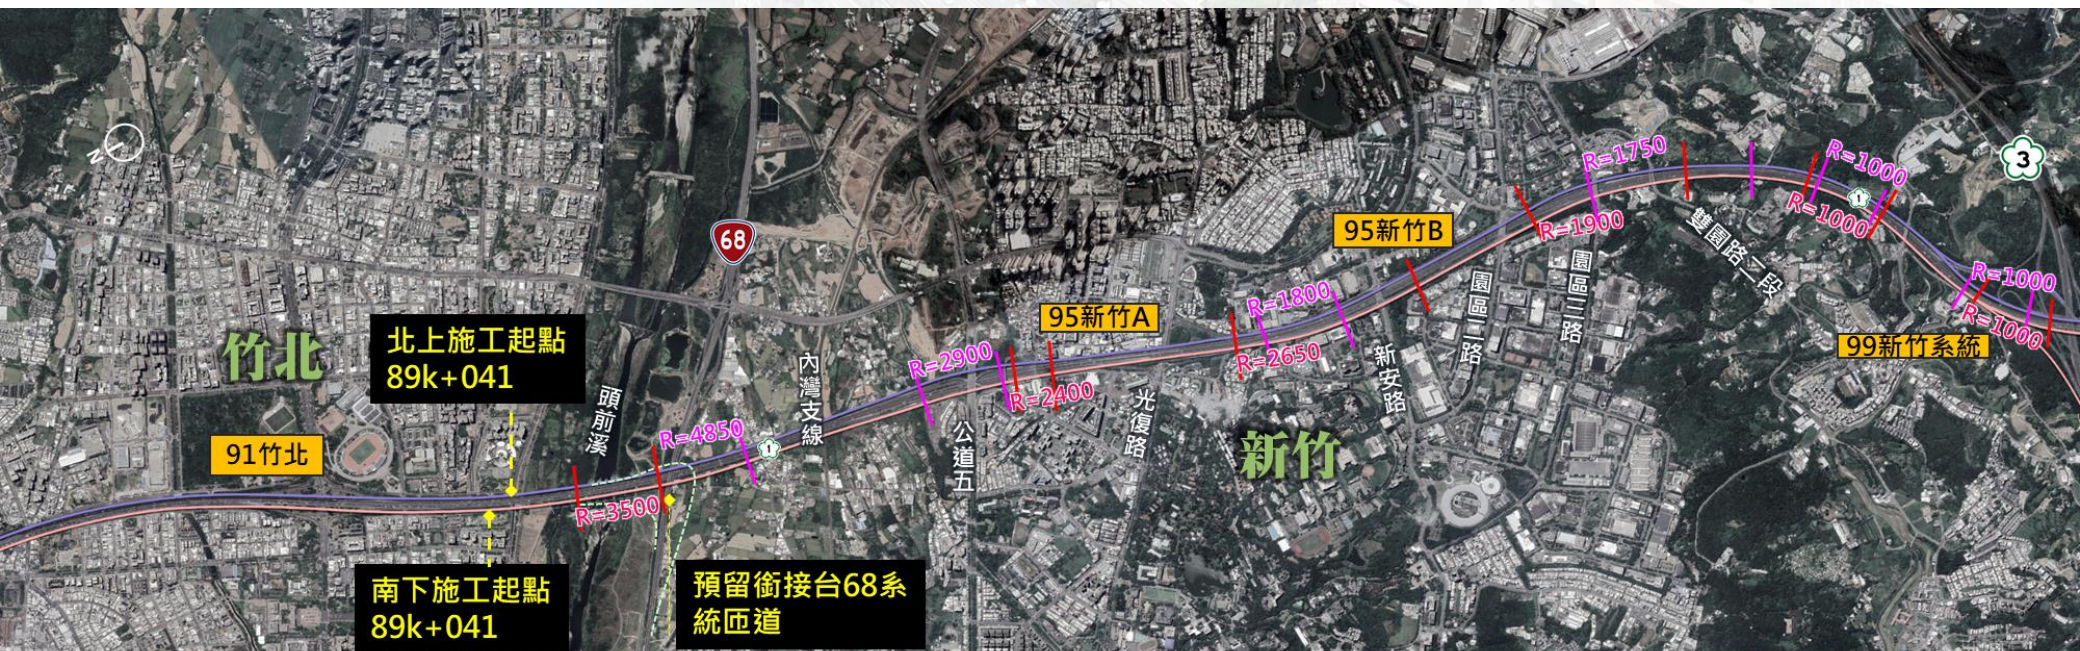 N
竹北
91竹北
北上施工起點
89k+041
南下施工起點
89k+041
頭前溪
R=3500
R=4850
68
1
預留銜接台68系
統匝道
內灣支線
R=2900
公道五
R=2400
95新竹A
光復路
R=1800
R=2650
新竹
新安路
95新竹B
園區二路
園區三路
R=1750
R=1900
雙園路二段
R=1000
R=1000
1
3
R=1000
R=1000
99新竹系統